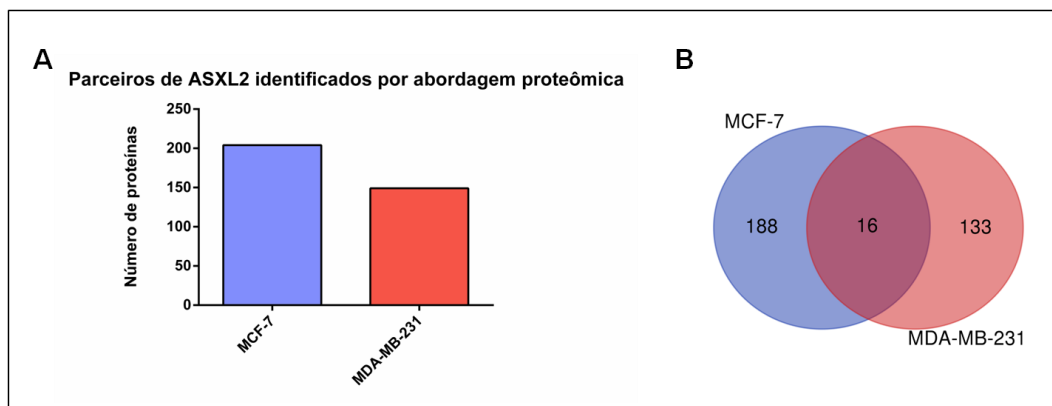 A
Parceiros de ASXL2 identificados por abordagem proteômica
Número de proteínas
250
200
150
100
50
0
MCF-7
MDA-MB-231
B
MCF-7
188
16
133
MDA-MB-231